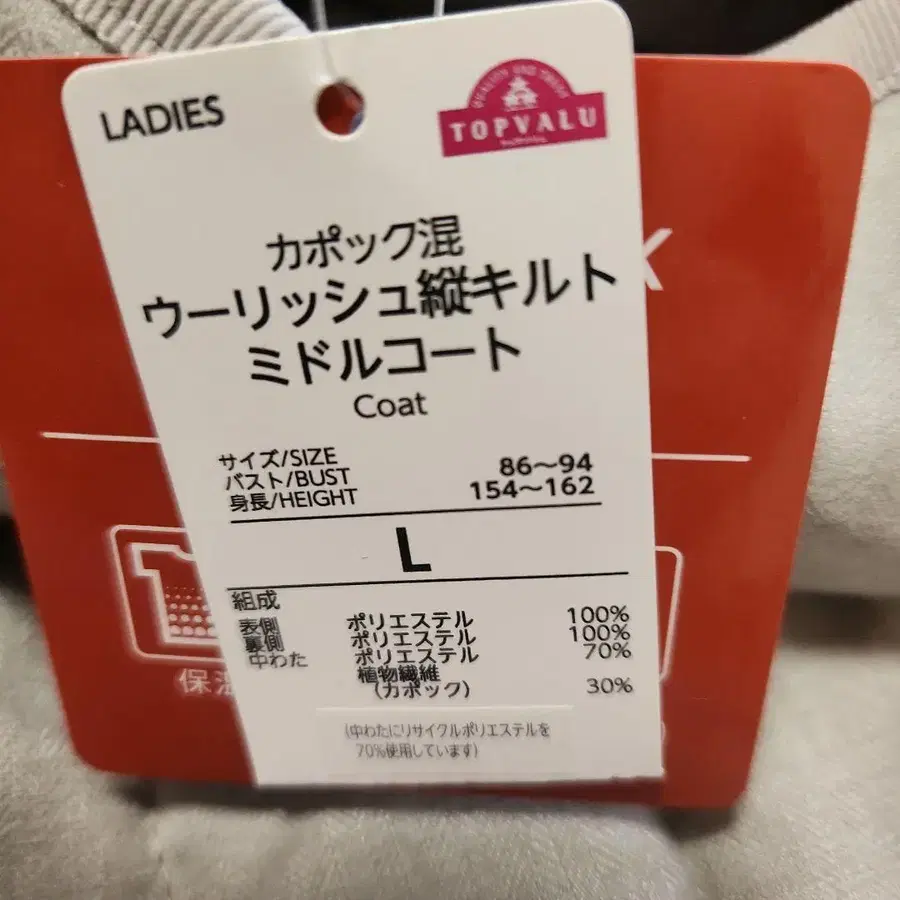 LADIES
QUALITY AND TRUST
TOPVALU
カポック混
ウーリッシュ縦キルト
ミドルコート
Coat
サイズ/SIZE
バスト/BUST 86～94
身長/HEIGHT 154～162
L
組成
表側 ポリエステル 100%
裏側 ポリエステル 100%
中わた ポリエステル 70%
植物繊維
(カポック) 30%
(中わたにリサイクルポリエステルを
70%使用しています)
K
保温